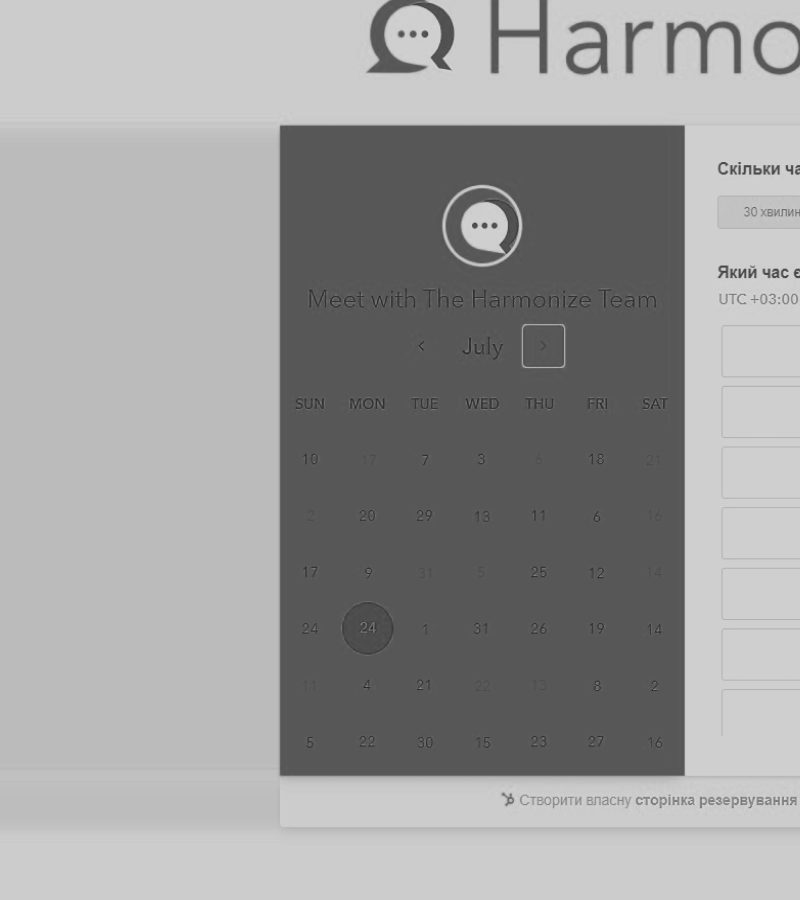 Harmo
Скільки ча
30 хвилин
Meet with The Harmonize Team
Який час є
UTC +03:00
July
SUN MON TUE WED THU FRI SAT
10 17 7 3 6 18 21
2 20 29 13 11 6 16
17 9 31 5 25 12 14
24 24 1 31 26 19 14
11 4 21 22 13 8 2
5 22 30 15 23 27 16
Створити власну сторінка резервування